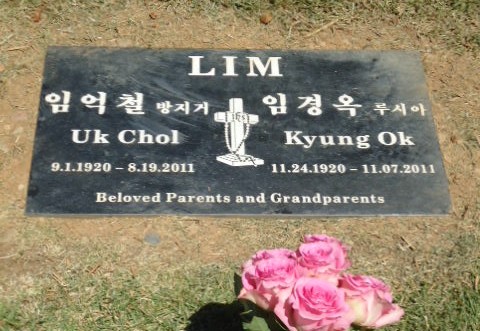 LIM
임억철 방지거 IHS 임경옥 루시아
Uk Chol Kyung Ok
9.1.1920 – 8.19.2011 11.24.1920 – 11.07.2011
Beloved Parents and Grandparents